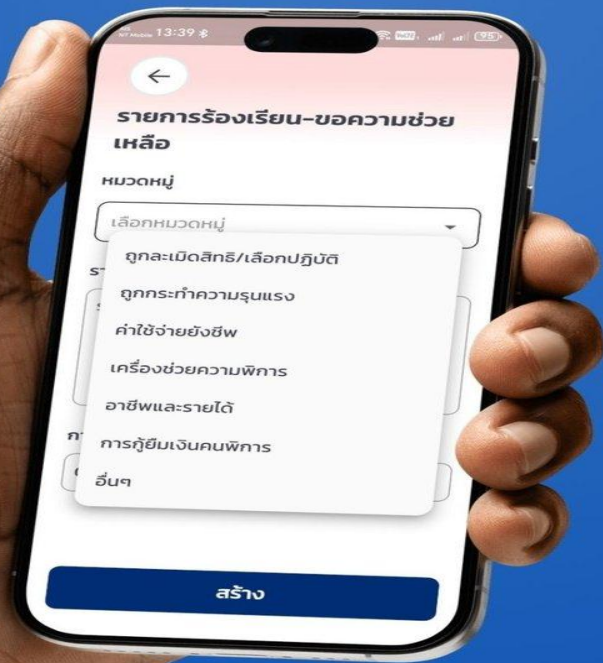 NT Mobile 13:39
95
รายการร้องเรียน-ขอความช่วย
เหลือ
หมวดหมู่
เลือกหมวดหมู่
ถูกละเมิดสิทธิ/เลือกปฏิบัติ
ถูกกระทำความรุนแรง
ค่าใช้จ่ายยังชีพ
เครื่องช่วยความพิการ
อาชีพและรายได้
การกู้ยืมเงินคนพิการ
อื่นๆ
สร้าง